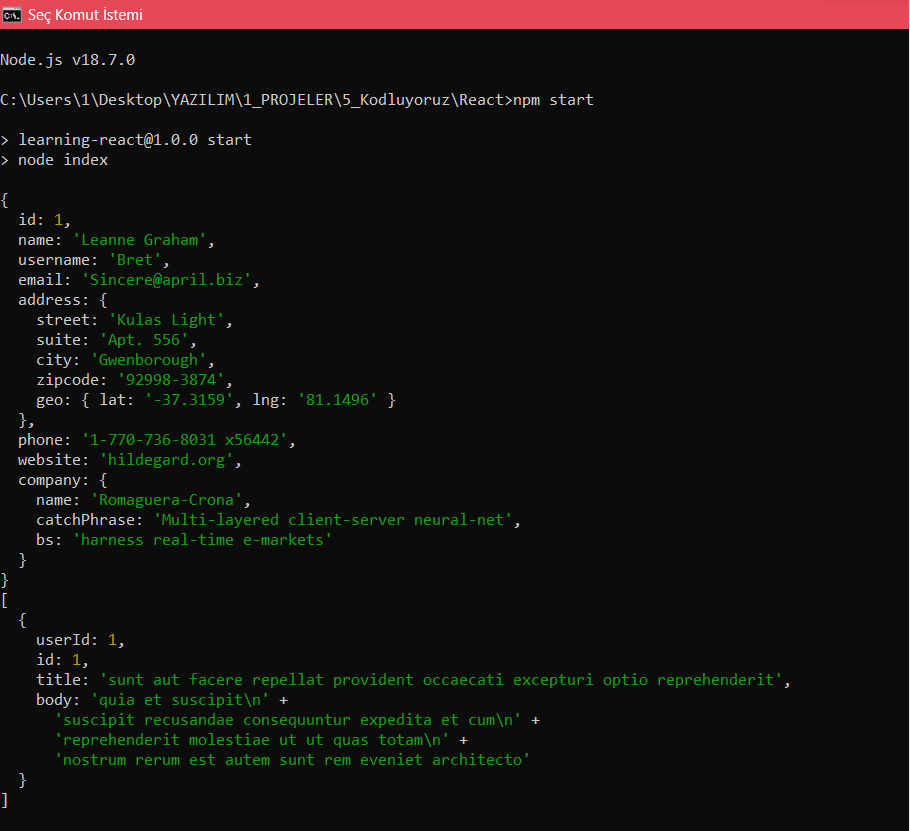 Seç Komut İstemi
Node.js v18.7.0
C:\Users\1\Desktop\YAZILIM\1_PROJELER\5_Kodluyoruz\React>npm start
> learning-react@1.0.0 start
> node index
{
  id: 1,
  name: 'Leanne Graham',
  username: 'Bret',
  email: 'Sincere@april.biz',
  address: {
    street: 'Kulas Light',
    suite: 'Apt. 556',
    city: 'Gwenborough',
    zipcode: '92998-3874',
    geo: { lat: '-37.3159', lng: '81.1496' }
  },
  phone: '1-770-736-8031 x56442',
  website: 'hildegard.org',
  company: {
    name: 'Romaguera-Crona',
    catchPhrase: 'Multi-layered client-server neural-net',
    bs: 'harness real-time e-markets'
  }
}
[
  {
    userId: 1,
    id: 1,
    title: 'sunt aut facere repellat provident occaecati excepturi optio reprehenderit',
    body: 'quia et suscipit\n' +
      'suscipit recusandae consequuntur expedita et cum\n' +
      'reprehenderit molestiae ut ut quas totam\n' +
      'nostrum rerum est autem sunt rem eveniet architecto'
  }
]